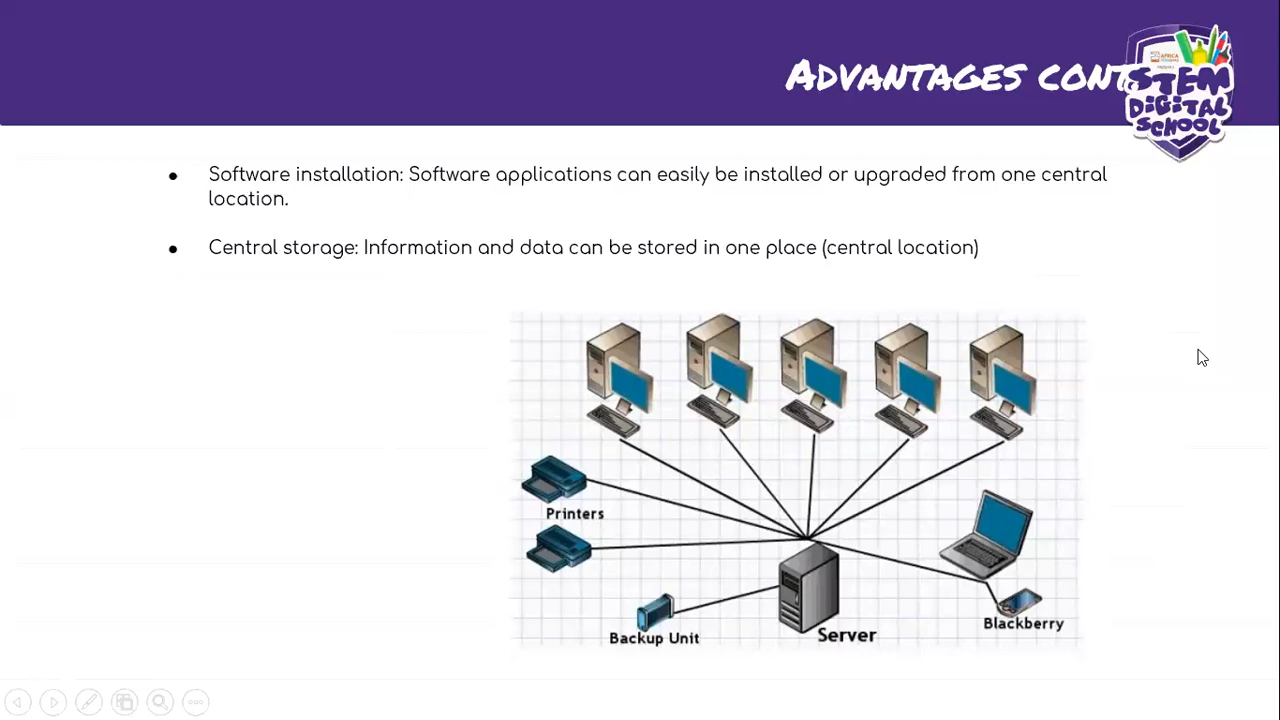 ADVANTAGES CONT
STEM
DIGITAL
SCHOOL
Software installation: Software applications can easily be installed or upgraded from one central
location.
Central storage: Information and data can be stored in one place (central location)
Printers
Backup Unit
Server
Blackberry